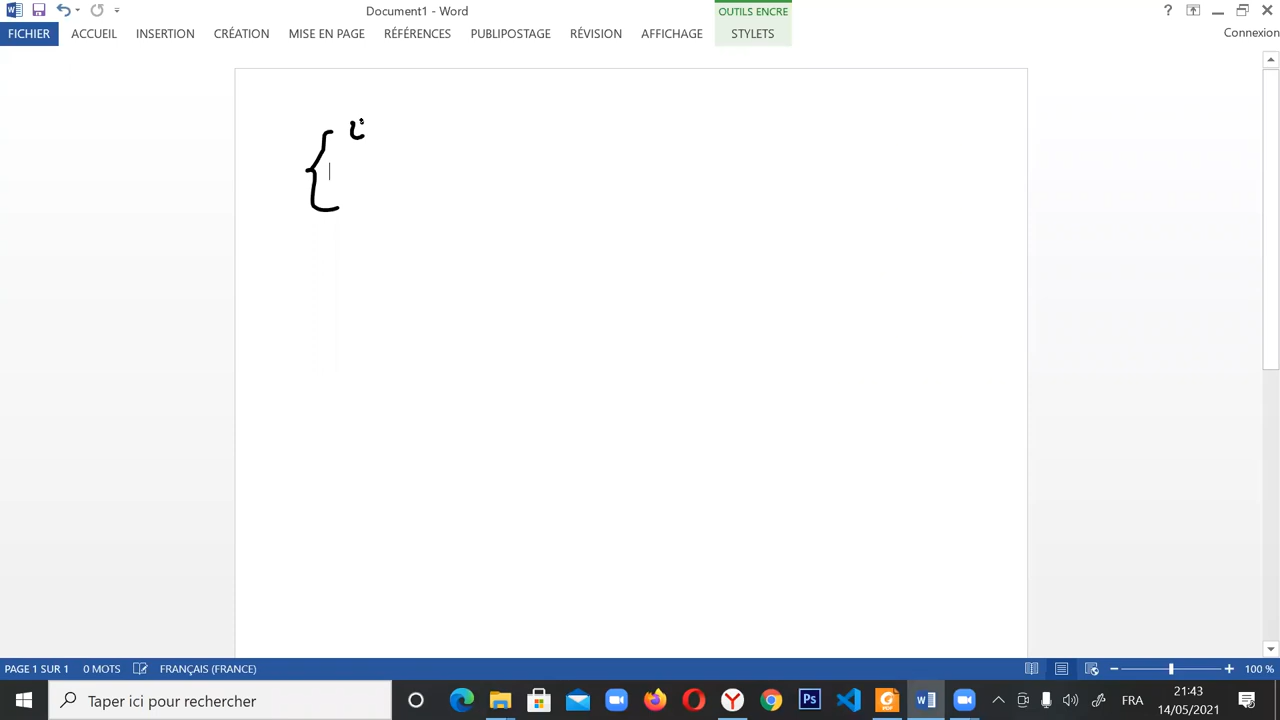 Document1 - Word
OUTILS ENCRE
?
FICHIER ACCUEIL INSERTION CRÉATION MISE EN PAGE RÉFÉRENCES PUBLIPOSTAGE RÉVISION AFFICHAGE STYLETS Connexion
{
PAGE 1 SUR 1 0 MOTS FRANÇAIS (FRANCE) 100 %
Taper ici pour rechercher
Ps
FRA
21:43
14/05/2021